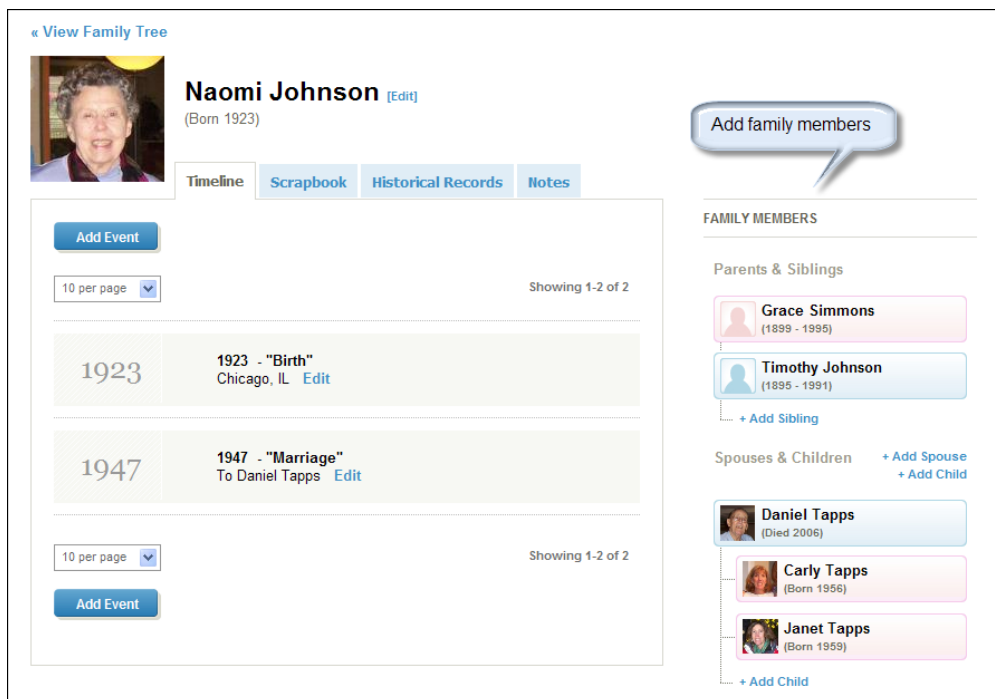 « View Family Tree
Naomi Johnson [Edit]
(Born 1923)
Add family members
Timeline Scrapbook Historical Records Notes
Add Event
10 per page
Showing 1-2 of 2
1923
1923 - "Birth"
Chicago, IL Edit
1947
1947 - "Marriage"
To Daniel Tapps Edit
10 per page
Showing 1-2 of 2
Add Event
FAMILY MEMBERS
Parents & Siblings
Grace Simmons
(1899 - 1995)
Timothy Johnson
(1895 - 1991)
+ Add Sibling
Spouses & Children
+ Add Spouse
+ Add Child
Daniel Tapps
(Died 2006)
Carly Tapps
(Born 1956)
Janet Tapps
(Born 1959)
+ Add Child